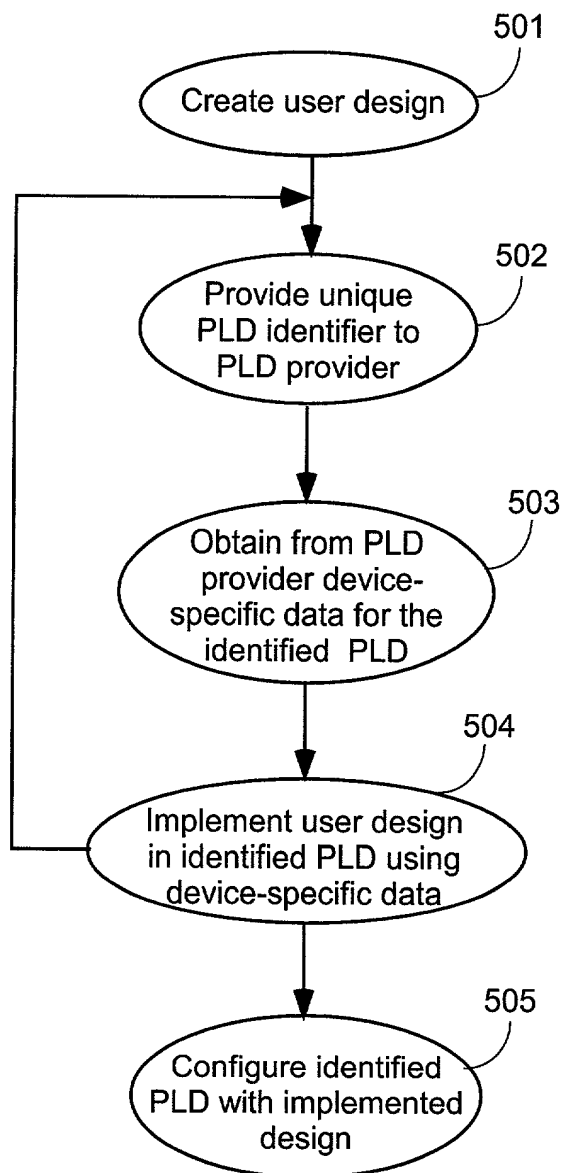 501
Create user design
502
Provide unique
PLD identifier to
PLD provider
503
Obtain from PLD
provider device-
specific data for the
identified PLD
504
Implement user design
in identified PLD using
device-specific data
505
Configure identified
PLD with implemented
design